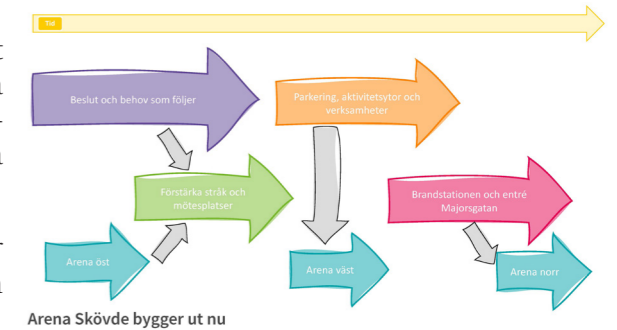 Tid
Beslut och behov som följer
Parkering, aktivitetsytor och
verksamheter
Förstärka stråk och
mötesplatser
Brandstationen och entré
Majorsgatan
Arena öst
Arena väst
Arena norr
Arena Skövde bygger ut nu